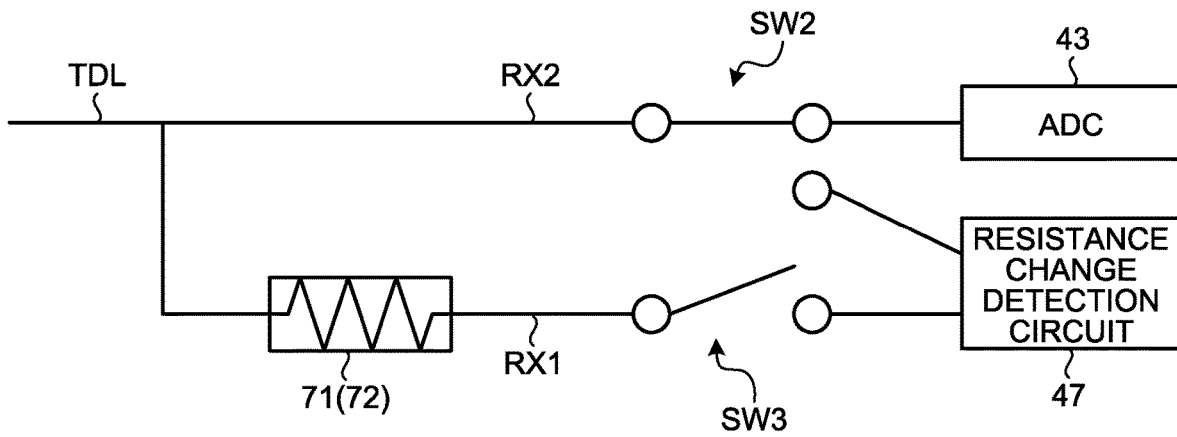 SW2
43
TDL
RX2
ADC
RESISTANCE
CHANGE
DETECTION
CIRCUIT
RX1
71(72)
SW3
47